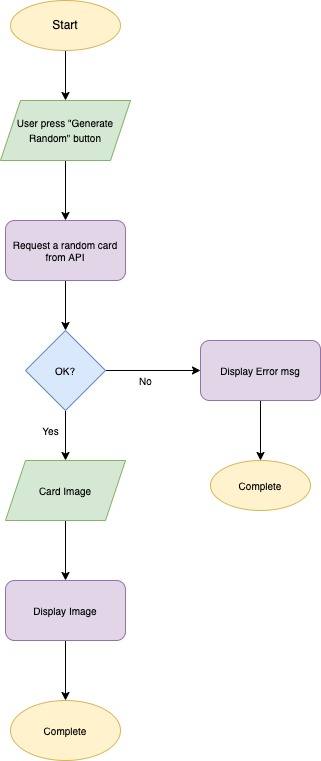 Start
User press "Generate
Random" button
Request a random card
from API
OK?
No
Display Error msg
Yes
Card Image
Complete
Display Image
Complete